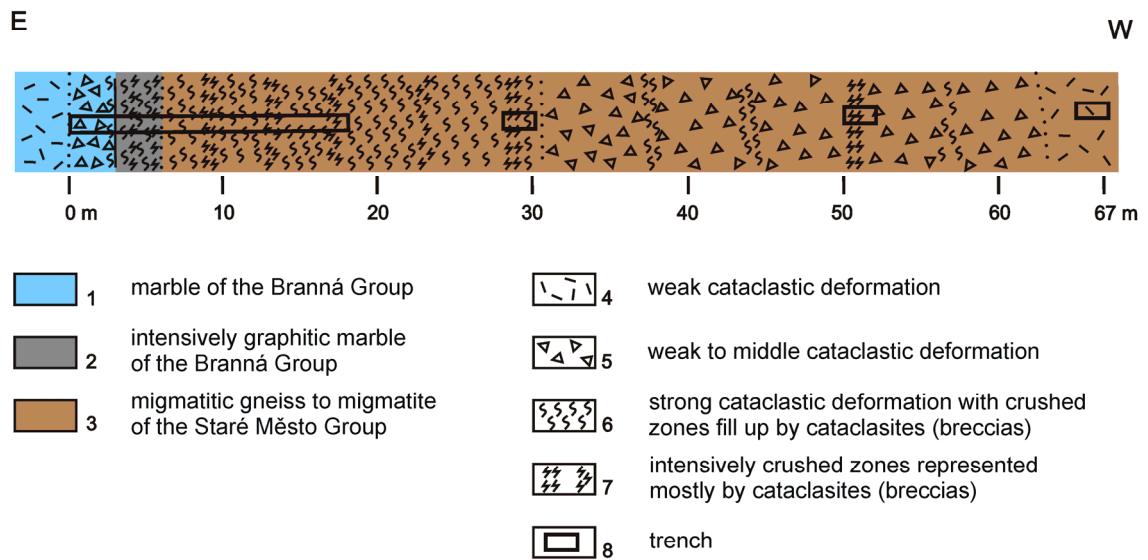 E
W
0 m
10
20
30
40
50
60
67 m
1 marble of the Branná Group
2 intensively graphitic marble
of the Branná Group
3 migmatitic gneiss to migmatite
of the Staré Město Group
4 weak cataclastic deformation
5 weak to middle cataclastic deformation
6 strong cataclastic deformation with crushed
zones fill up by cataclasites (breccias)
7 intensively crushed zones represented
mostly by cataclasites (breccias)
8 trench